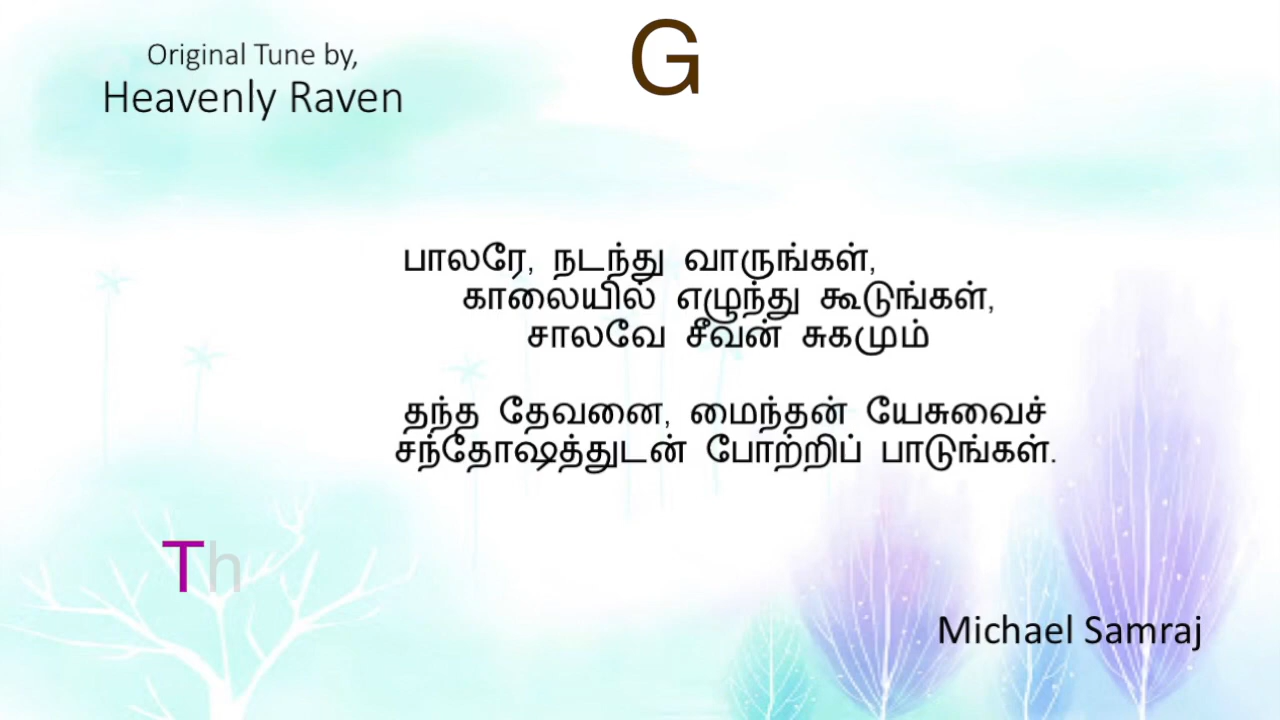 Original Tune by,
Heavenly Raven
G
பாலரே, நடந்து வாருங்கள்,
காலையில் எழுந்து கூடுங்கள்,
சாலவே சீவன் சுகமும்
தந்த தேவனை, மைந்தன் யேசுவைச்
சந்தோஷத்துடன் போற்றிப் பாடுங்கள்.
Th
Michael Samraj